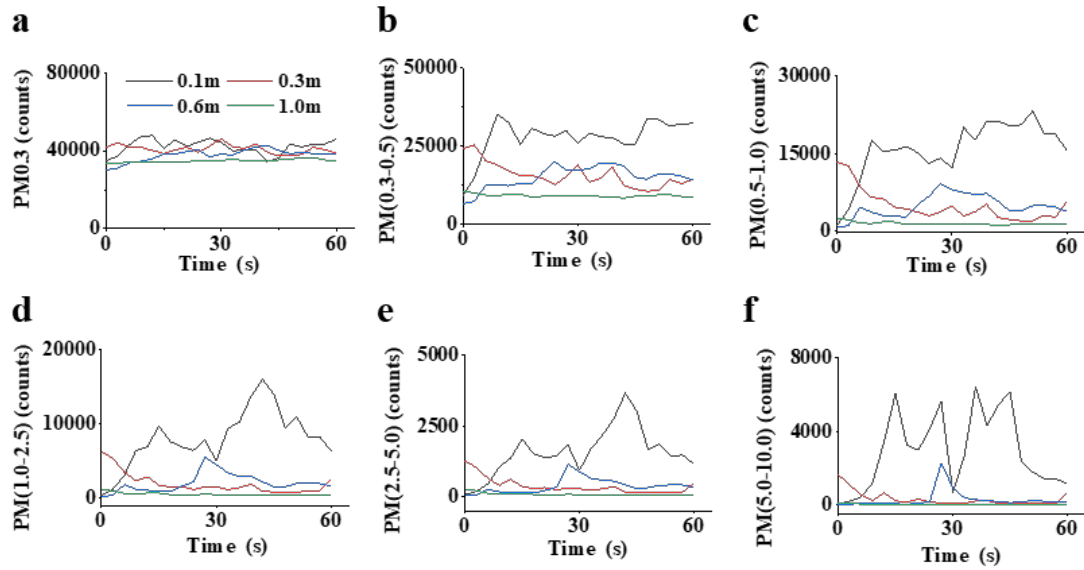 a
PM0.3 (counts)
80000
40000
0
0.1m
0.3m
0.6m
1.0m
0
30
60
Time (s)
b
PM(0.3-0.5) (counts)
50000
25000
0
0
30
60
Time (s)
c
PM(0.5-1.0) (counts)
30000
15000
0
0
30
60
Time (s)
d
PM(1.0-2.5) (counts)
20000
10000
0
0
30
60
Time (s)
e
PM(2.5-5.0) (counts)
5000
2500
0
0
30
60
Time (s)
f
PM(5.0-10.0) (counts)
8000
4000
0
0
30
60
Time (s)